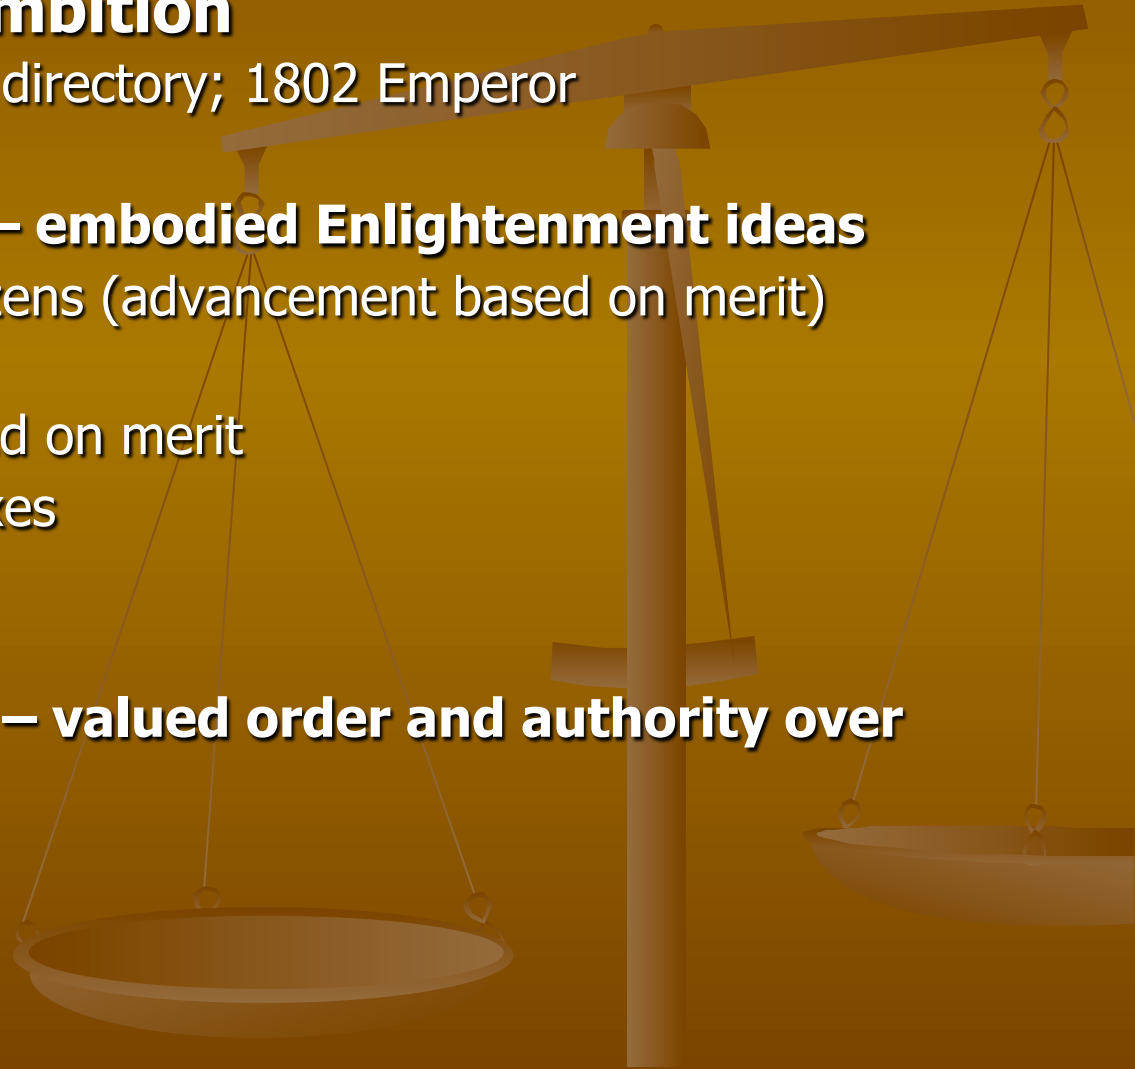 mbition
directory; 1802 Emperor
– embodied Enlightenment ideas
zens (advancement based on merit)
d on merit
xes
– valued order and authority over